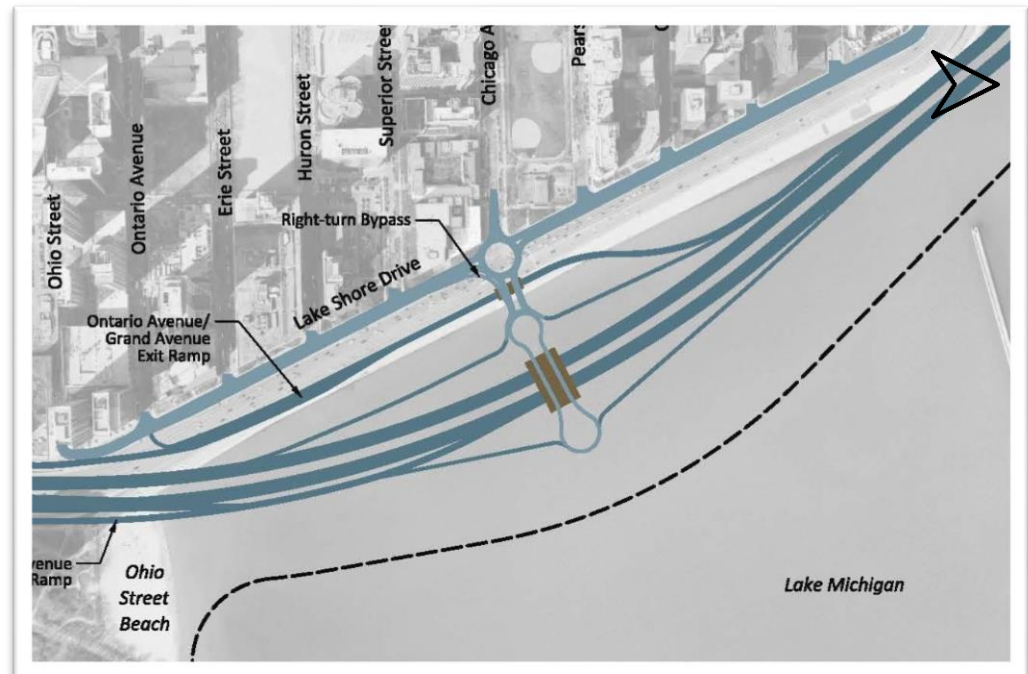 Ohio Street
Ontario Avenue
Erie Street
Huron Street
Superior Street
Chicago A
Pears
C
Right-turn Bypass
Lake Shore Drive
Ontario Avenue/
Grand Avenue
Exit Ramp
venue
Ramp
Ohio
Street
Beach
Lake Michigan